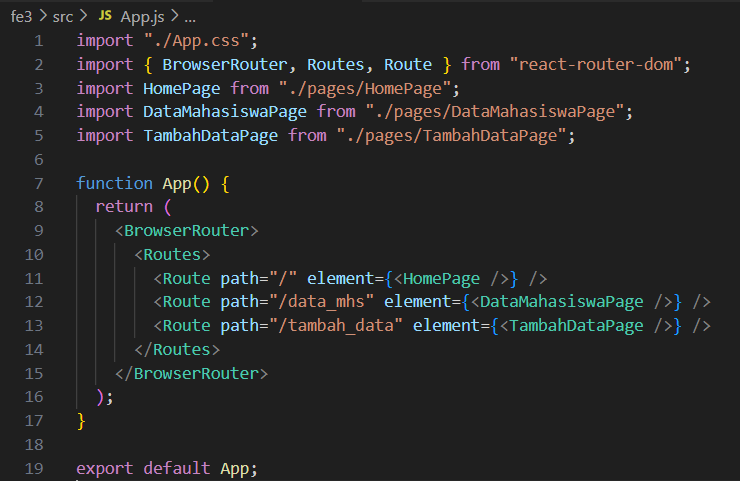 fe3 > src > JS App.js > ...
1 import "./App.css";
2 import { BrowserRouter, Routes, Route } from "react-router-dom";
3 import HomePage from "./pages/HomePage";
4 import DataMahasiswaPage from "./pages/DataMahasiswaPage";
5 import TambahDataPage from "./pages/TambahDataPage";
6
7 function App() {
8   return (
9     <BrowserRouter>
10       <Routes>
11         <Route path="/" element={<HomePage />} />
12         <Route path="/data_mhs" element={<DataMahasiswaPage />} />
13         <Route path="/tambah_data" element={<TambahDataPage />} />
14       </Routes>
15     </BrowserRouter>
16   );
17 }
18
19 export default App;